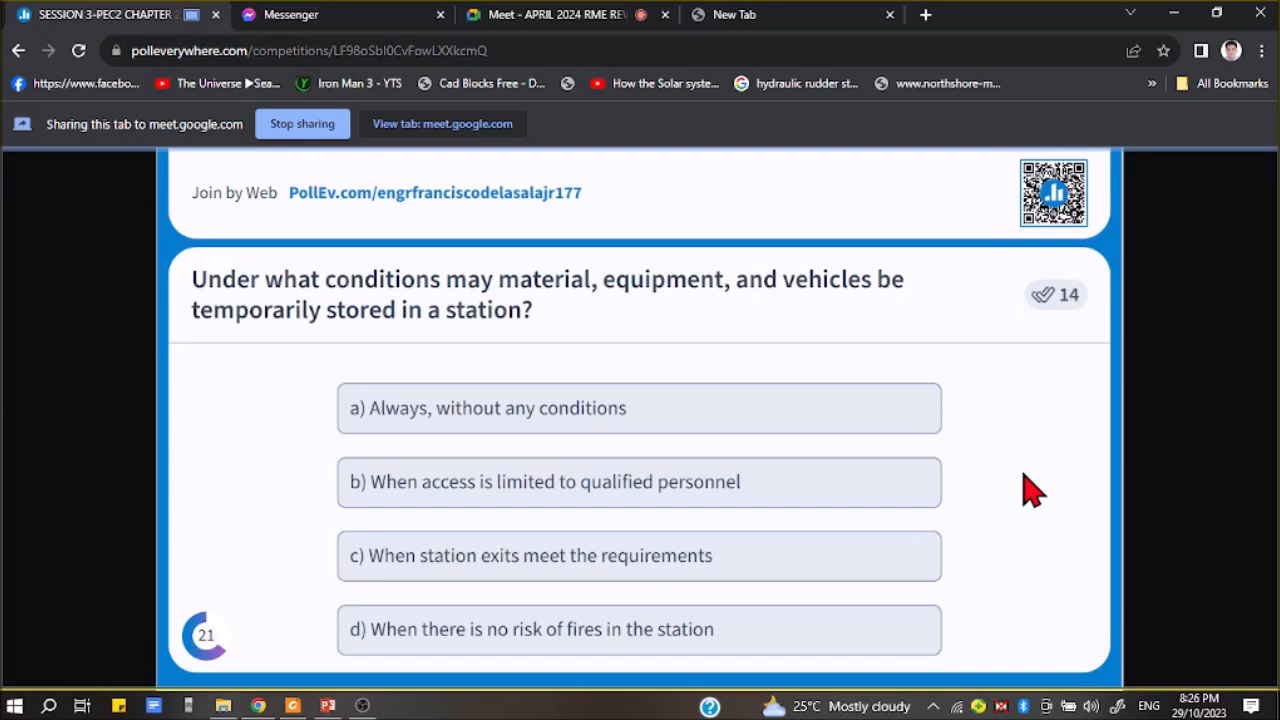 SESSION 3-PEC2 CHAPTER 2
Messenger
Meet - APRIL 2024 RME REV
New Tab
polleverywhere.com/competitions/LF98oSbI0CvFowLXXkcmQ
https://www.facebo...
The Universe ▶Sea...
Iron Man 3 - YTS
Cad Blocks Free - D...
How the Solar syste...
hydraulic rudder st...
www.northshore-m...
»
All Bookmarks
Sharing this tab to meet.google.com
Stop sharing
View tab: meet.google.com
Join by Web PollEv.com/engrfranciscodelasalajr177
Under what conditions may material, equipment, and vehicles be
temporarily stored in a station?
14
a) Always, without any conditions
b) When access is limited to qualified personnel
c) When station exits meet the requirements
d) When there is no risk of fires in the station
21
25°C Mostly cloudy
ENG
8:26 PM
29/10/2023